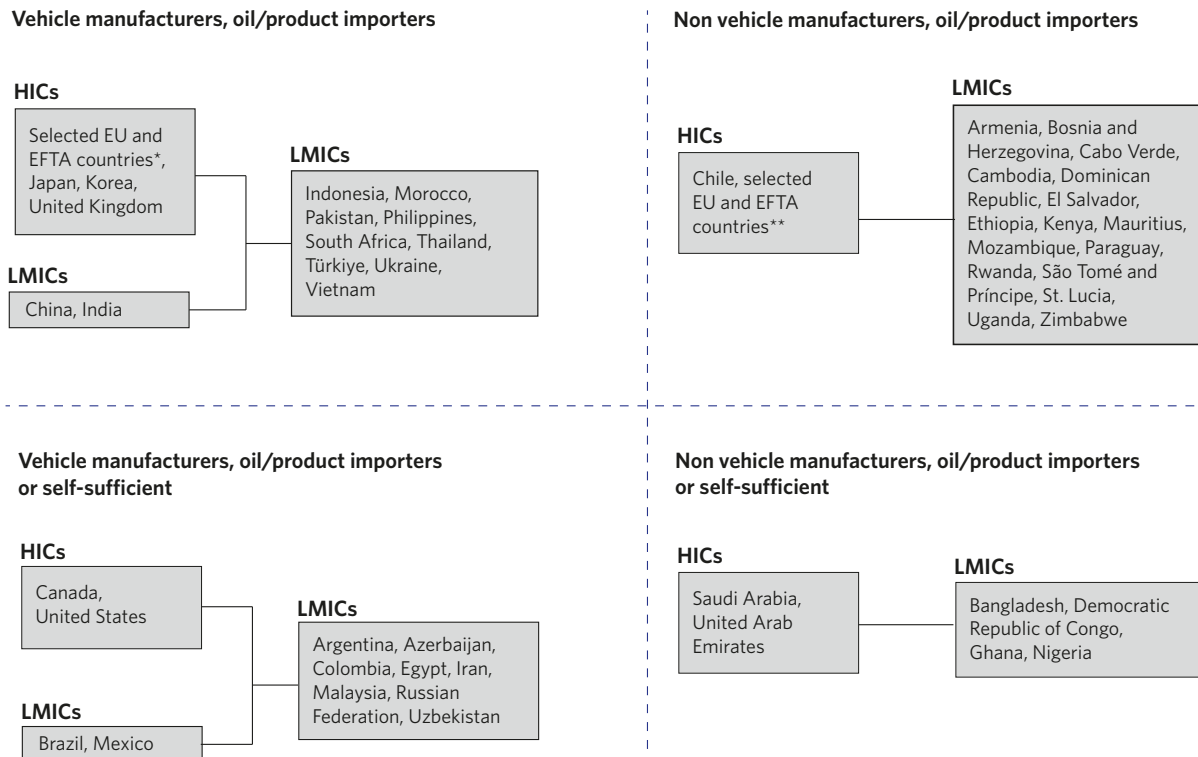 Vehicle manufacturers, oil/product importers
HICs
Selected EU and
EFTA countries*,
Japan, Korea,
United Kingdom
LMICs
China, India
LMICs
Indonesia, Morocco,
Pakistan, Philippines,
South Africa, Thailand,
Türkiye, Ukraine,
Vietnam
Non vehicle manufacturers, oil/product importers
HICs
Chile, selected
EU and EFTA
countries**
LMICs
Armenia, Bosnia and
Herzegovina, Cabo Verde,
Cambodia, Dominican
Republic, El Salvador,
Ethiopia, Kenya, Mauritius,
Mozambique, Paraguay,
Rwanda, São Tomé and
Príncipe, St. Lucia,
Uganda, Zimbabwe
Vehicle manufacturers, oil/product importers
or self-sufficient
HICs
Canada,
United States
LMICs
Brazil, Mexico
LMICs
Argentina, Azerbaijan,
Colombia, Egypt, Iran,
Malaysia, Russian
Federation, Uzbekistan
Non vehicle manufacturers, oil/product importers
or self-sufficient
HICs
Saudi Arabia,
United Arab
Emirates
LMICs
Bangladesh, Democratic
Republic of Congo,
Ghana, Nigeria